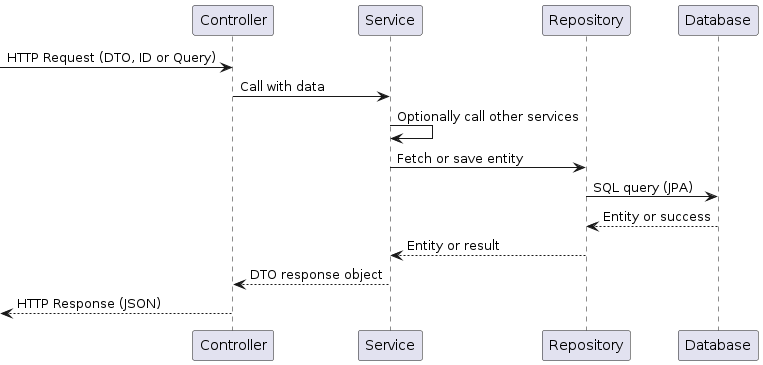 Controller
Service
Repository
Database
HTTP Request (DTO, ID or Query)
Call with data
Optionally call other services
Fetch or save entity
SQL query (JPA)
Entity or success
Entity or result
DTO response object
HTTP Response (JSON)
Controller
Service
Repository
Database